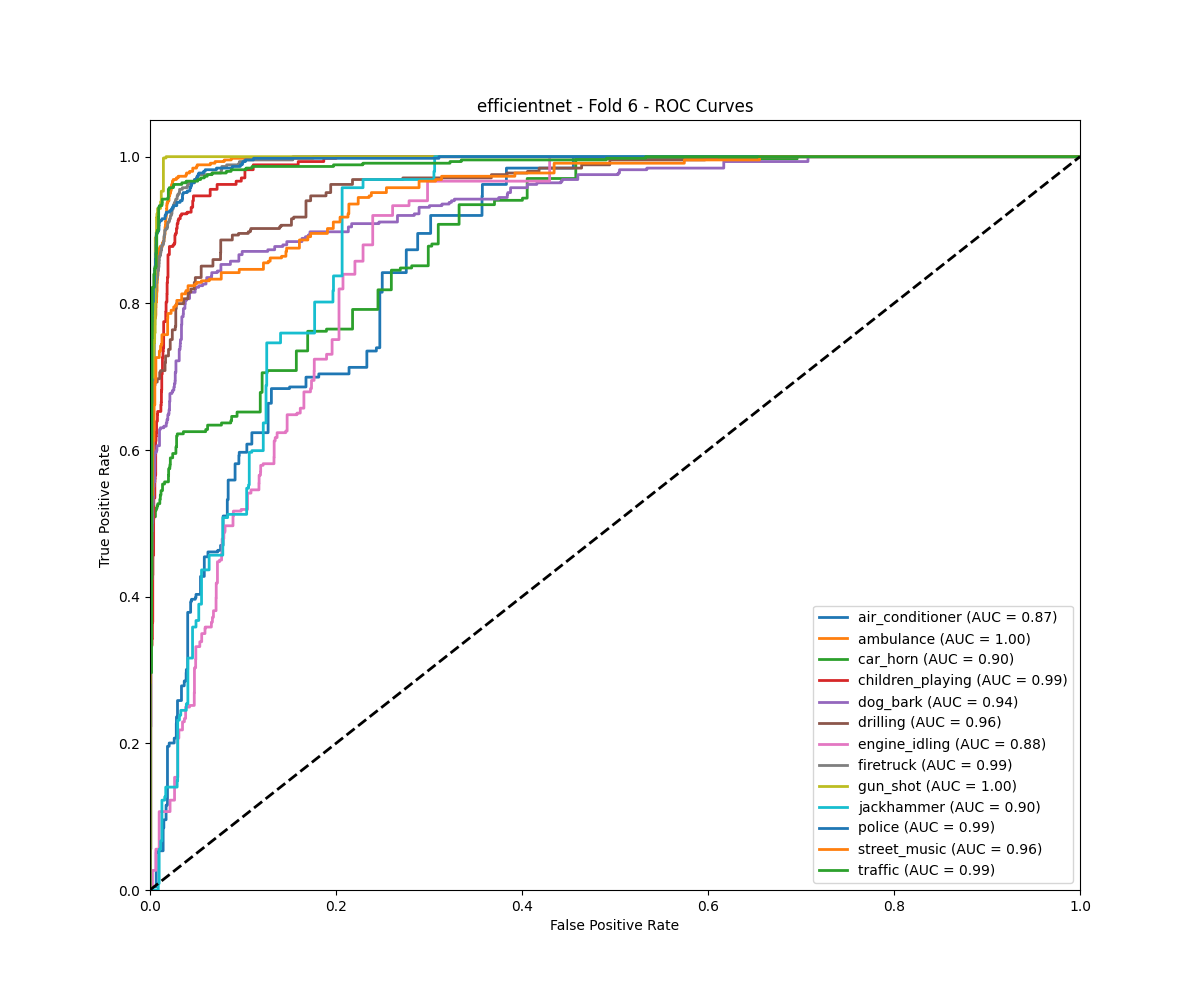 efficientnet - Fold 6 - ROC Curves
True Positive Rate
1.0
0.8
0.6
0.4
0.2
0.0
0.0 0.2 0.4 0.6 0.8 1.0
False Positive Rate
air_conditioner (AUC = 0.87)
ambulance (AUC = 1.00)
car_horn (AUC = 0.90)
children_playing (AUC = 0.99)
dog_bark (AUC = 0.94)
drilling (AUC = 0.96)
engine_idling (AUC = 0.88)
firetruck (AUC = 0.99)
gun_shot (AUC = 1.00)
jackhammer (AUC = 0.90)
police (AUC = 0.99)
street_music (AUC = 0.96)
traffic (AUC = 0.99)